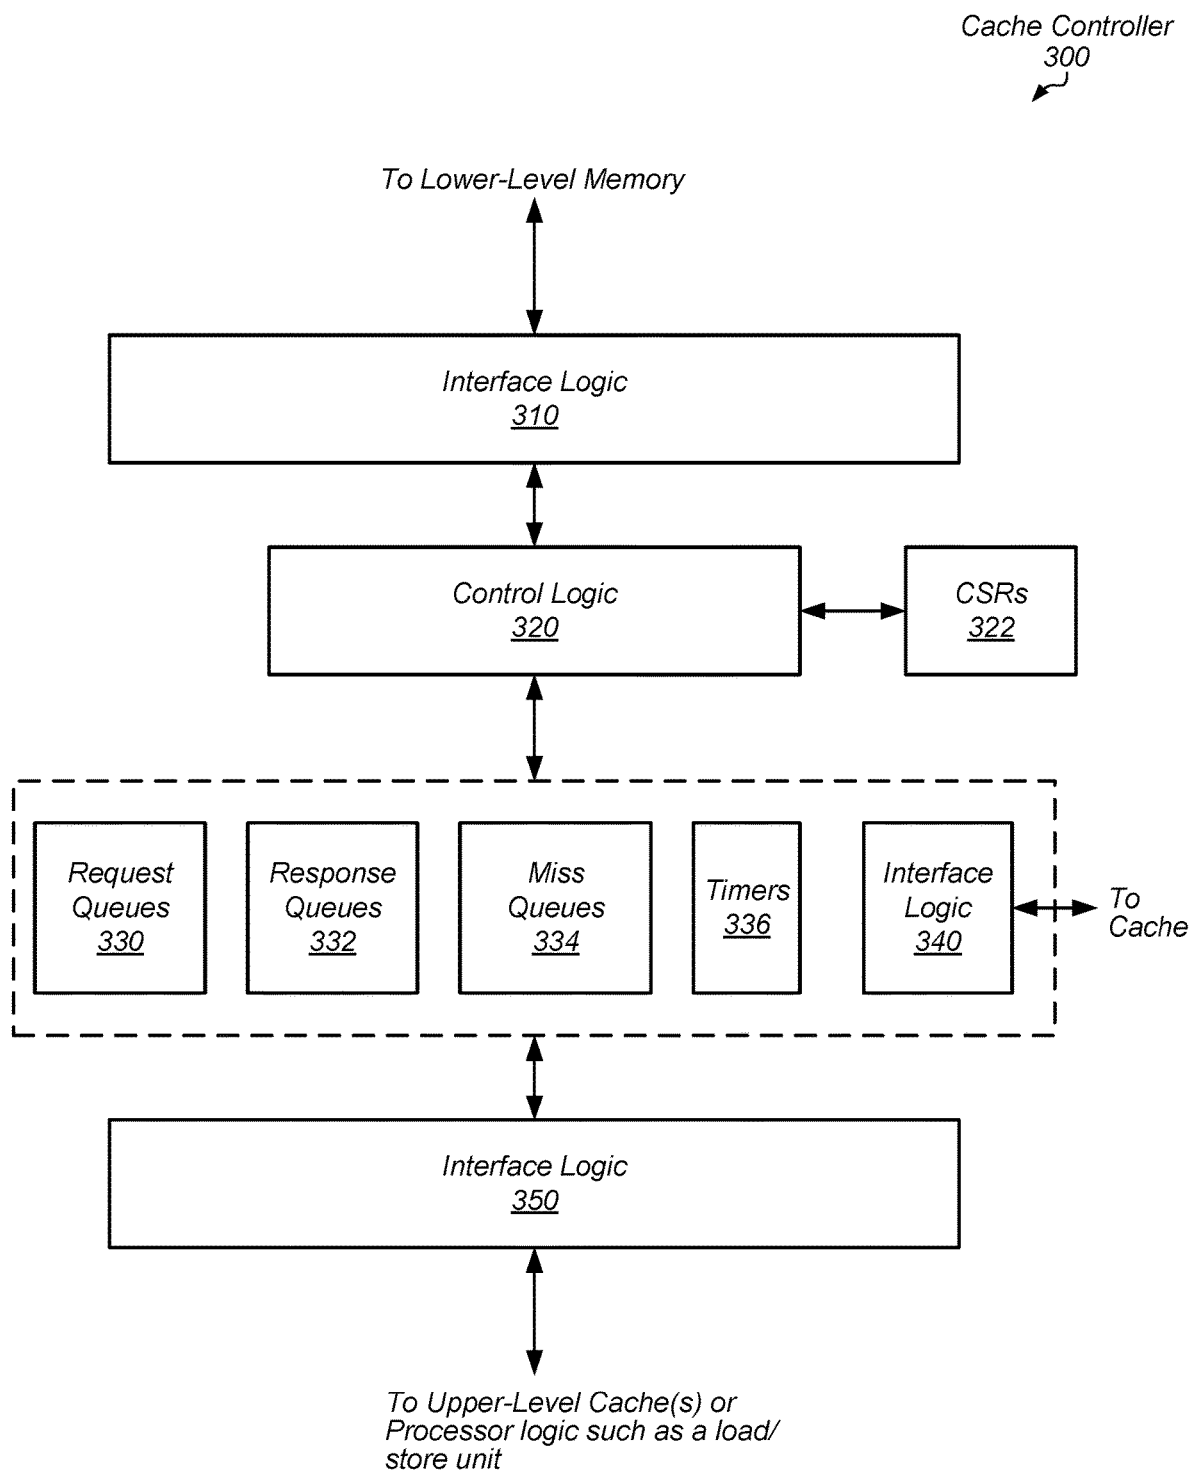 Cache Controller
300
To Lower-Level Memory
Interface Logic
310
Control Logic
320
CSRs
322
Request
Queues
330
Response
Queues
332
Miss
Queues
334
Timers
336
Interface
Logic
340
To
Cache
Interface Logic
350
To Upper-Level Cache(s) or
Processor logic such as a load/
store unit